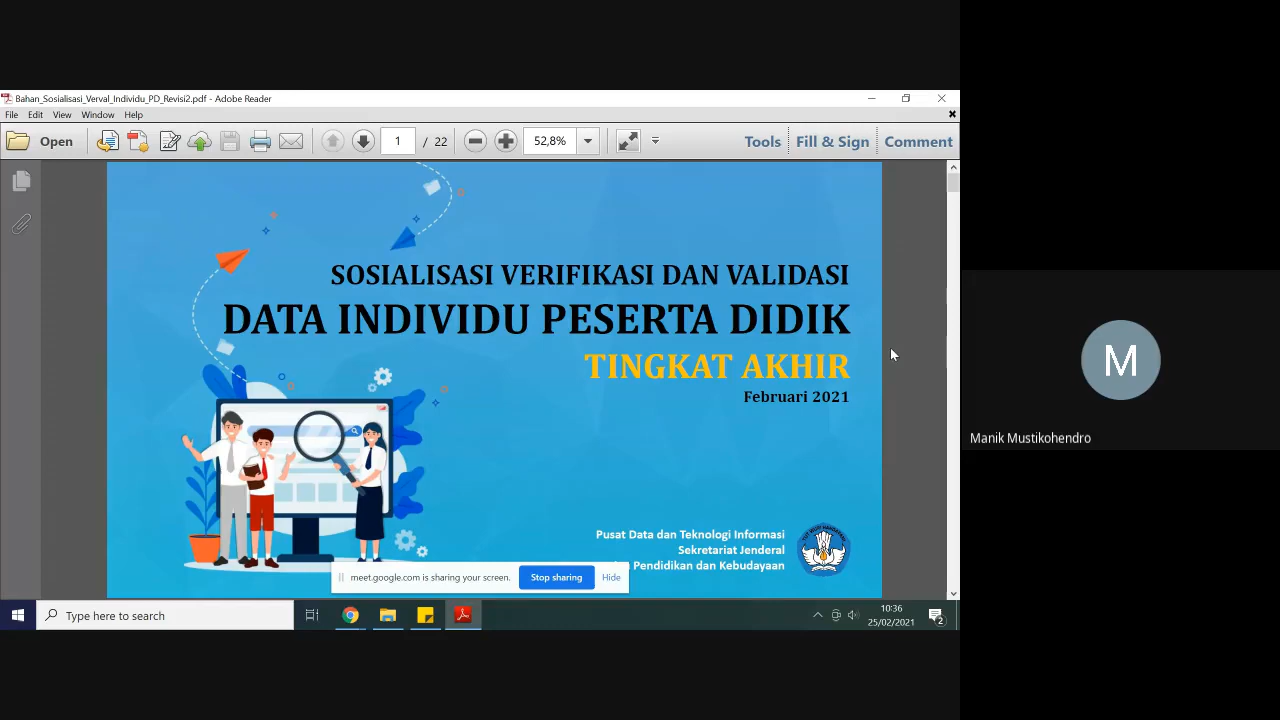 Bahan_Sosialisasi_Verval_Individu_PD_Revisi2.pdf - Adobe Reader
File Edit View Window Help
Open 1 / 22 52,8% Tools Fill & Sign Comment
SOSIALISASI VERIFIKASI DAN VALIDASI
DATA INDIVIDU PESERTA DIDIK
TINGKAT AKHIR
Februari 2021
M
Manik Mustikohendro
Pusat Data dan Teknologi Informasi
Sekretariat Jenderal
Pendidikan dan Kebudayaan
meet.google.com is sharing your screen. Stop sharing Hide
Type here to search
10:36
25/02/2021
2